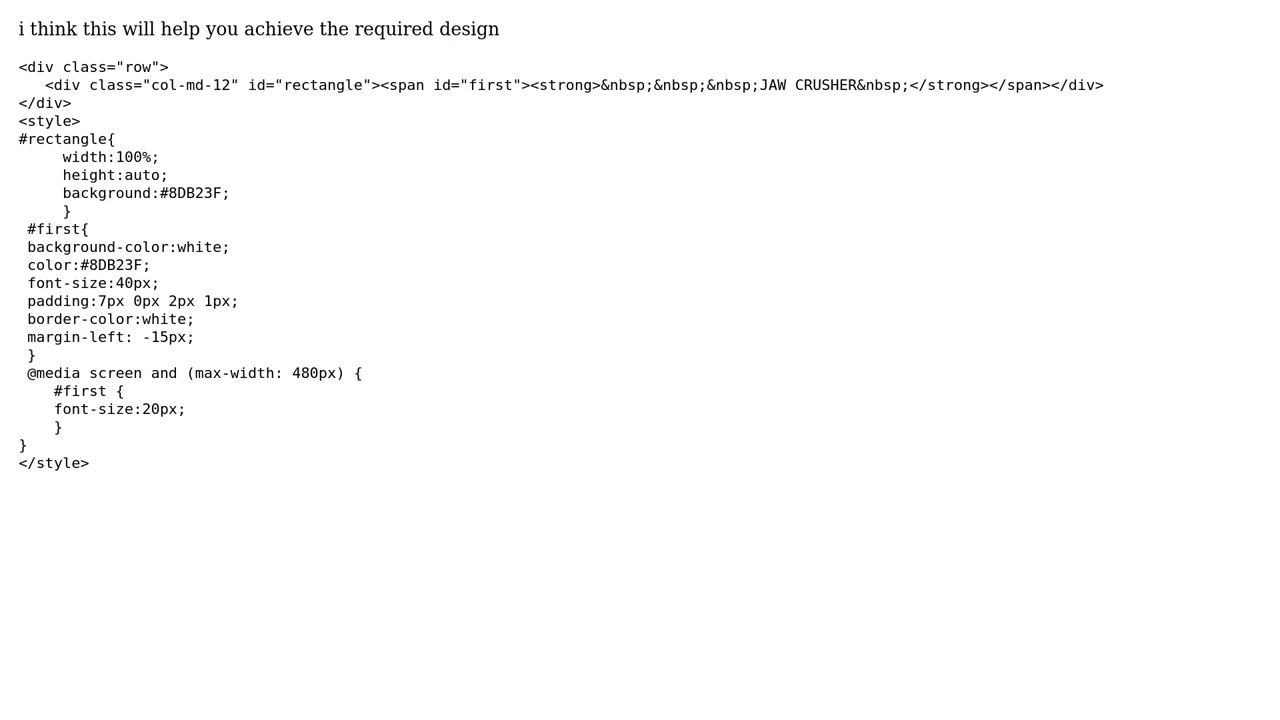 i think this will help you achieve the required design
<div class="row">
   <div class="col-md-12" id="rectangle"><span id="first"><strong>&nbsp;&nbsp;&nbsp;JAW CRUSHER&nbsp;</strong></span></div>
</div>
<style>
#rectangle{
     width:100%;
     height:auto;
     background:#8DB23F;
     }
 #first{
 background-color:white;
 color:#8DB23F;
 font-size:40px;
 padding:7px 0px 2px 1px;
 border-color:white;
 margin-left: -15px;
 }
 @media screen and (max-width: 480px) {
    #first {
    font-size:20px;
    }
}
</style>